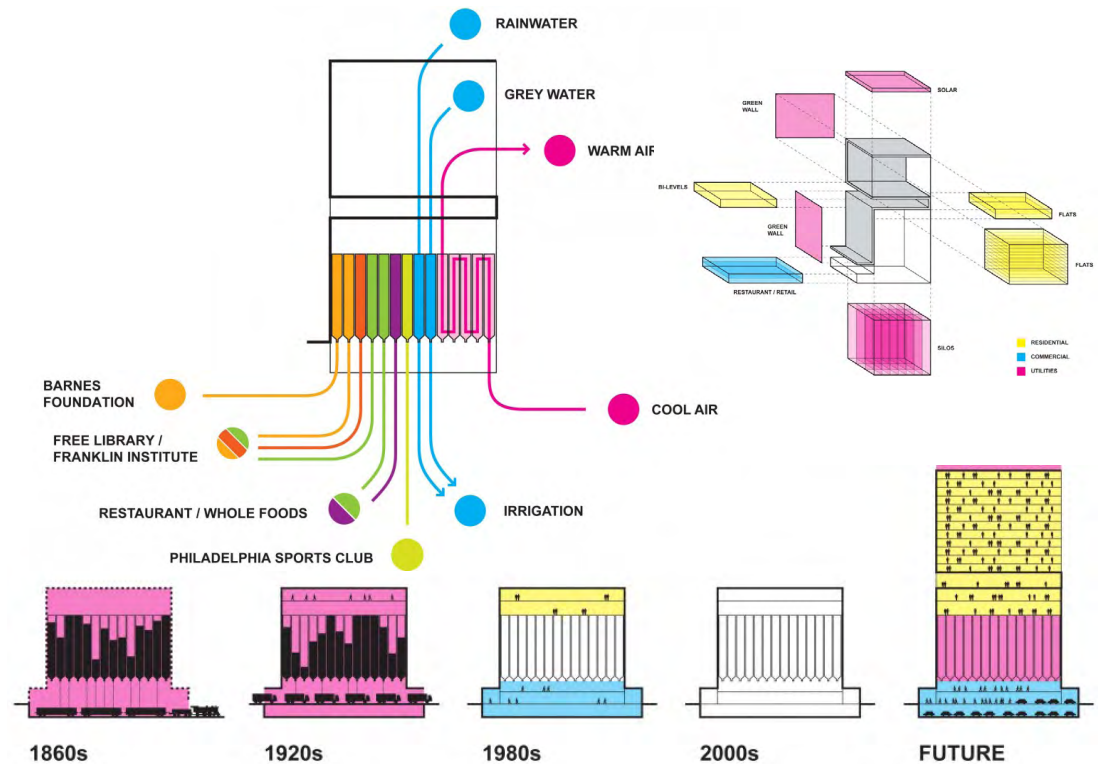 RAINWATER
GREY WATER
WARM AIR
BARNES
FOUNDATION
FREE LIBRARY /
FRANKLIN INSTITUTE
RESTAURANT / WHOLE FOODS
PHILADELPHIA SPORTS CLUB
COOL AIR
IRRIGATION
SOLAR
GREEN
WALL
BI-LEVELS
FLATS
GREEN
WALL
FLATS
RESTAURANT / RETAIL
SILOS
RESIDENTIAL
COMMERCIAL
UTILITIES
1860s
1920s
1980s
2000s
FUTURE